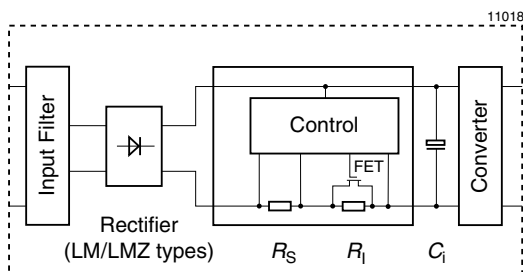 11018
Input Filter
Control
FET
Converter
Rectifier
(LM/LMZ types)
RS
RI
Ci